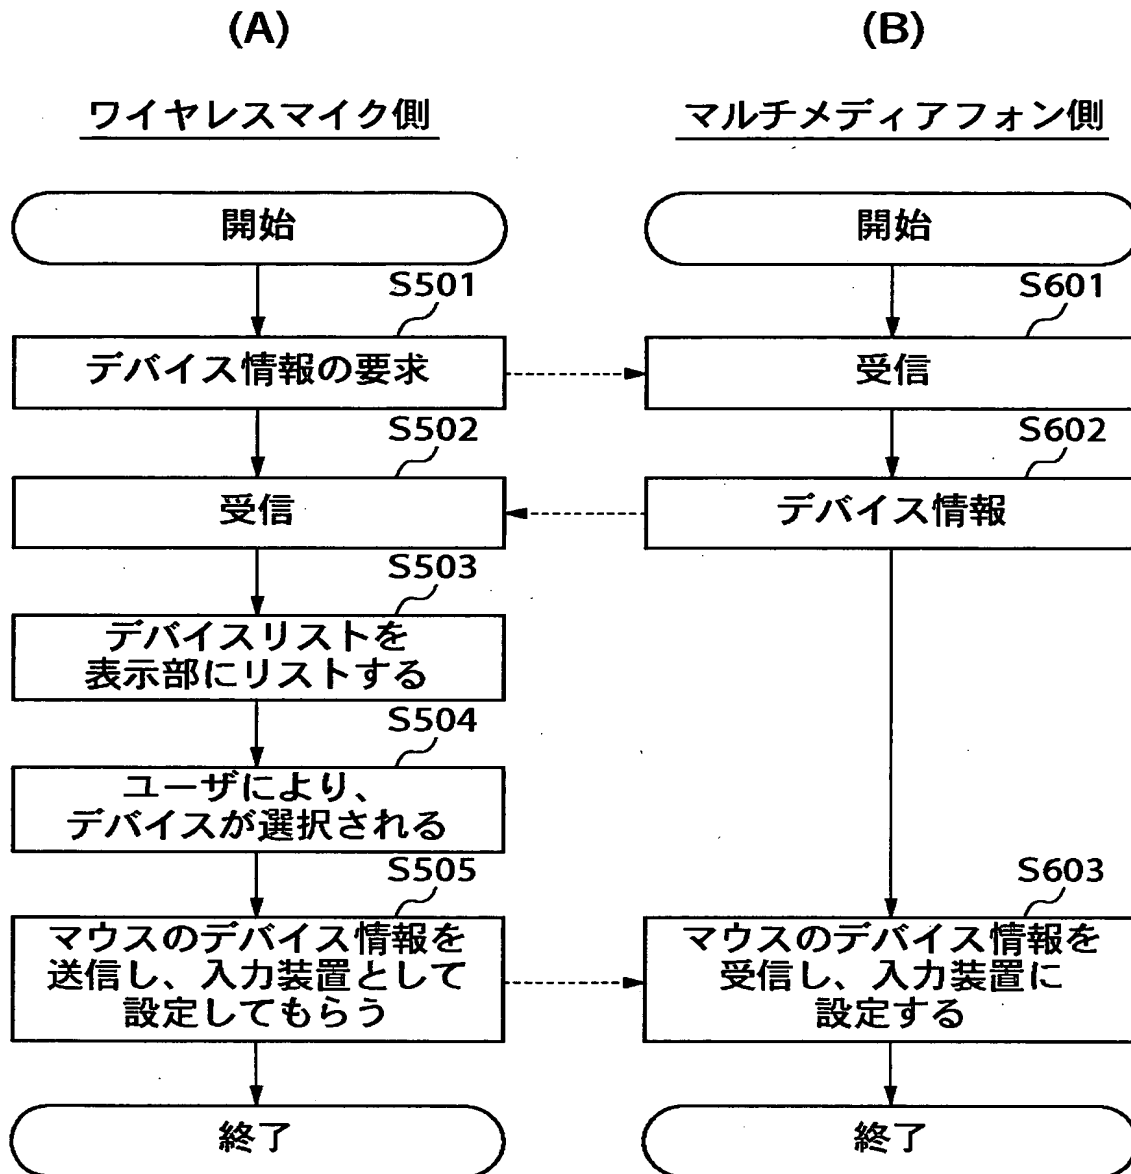 (A)
ワイヤレスマイク側
開始
S501
デバイス情報の要求
S502
受信
S503
デバイスリストを
表示部にリストする
S504
ユーザにより、
デバイスが選択される
S505
マウスのデバイス情報を
送信し、入力装置として
設定してもらう
終了
(B)
マルチメディアフォン側
開始
S601
受信
S602
デバイス情報
S603
マウスのデバイス情報を
受信し、入力装置に
設定する
終了